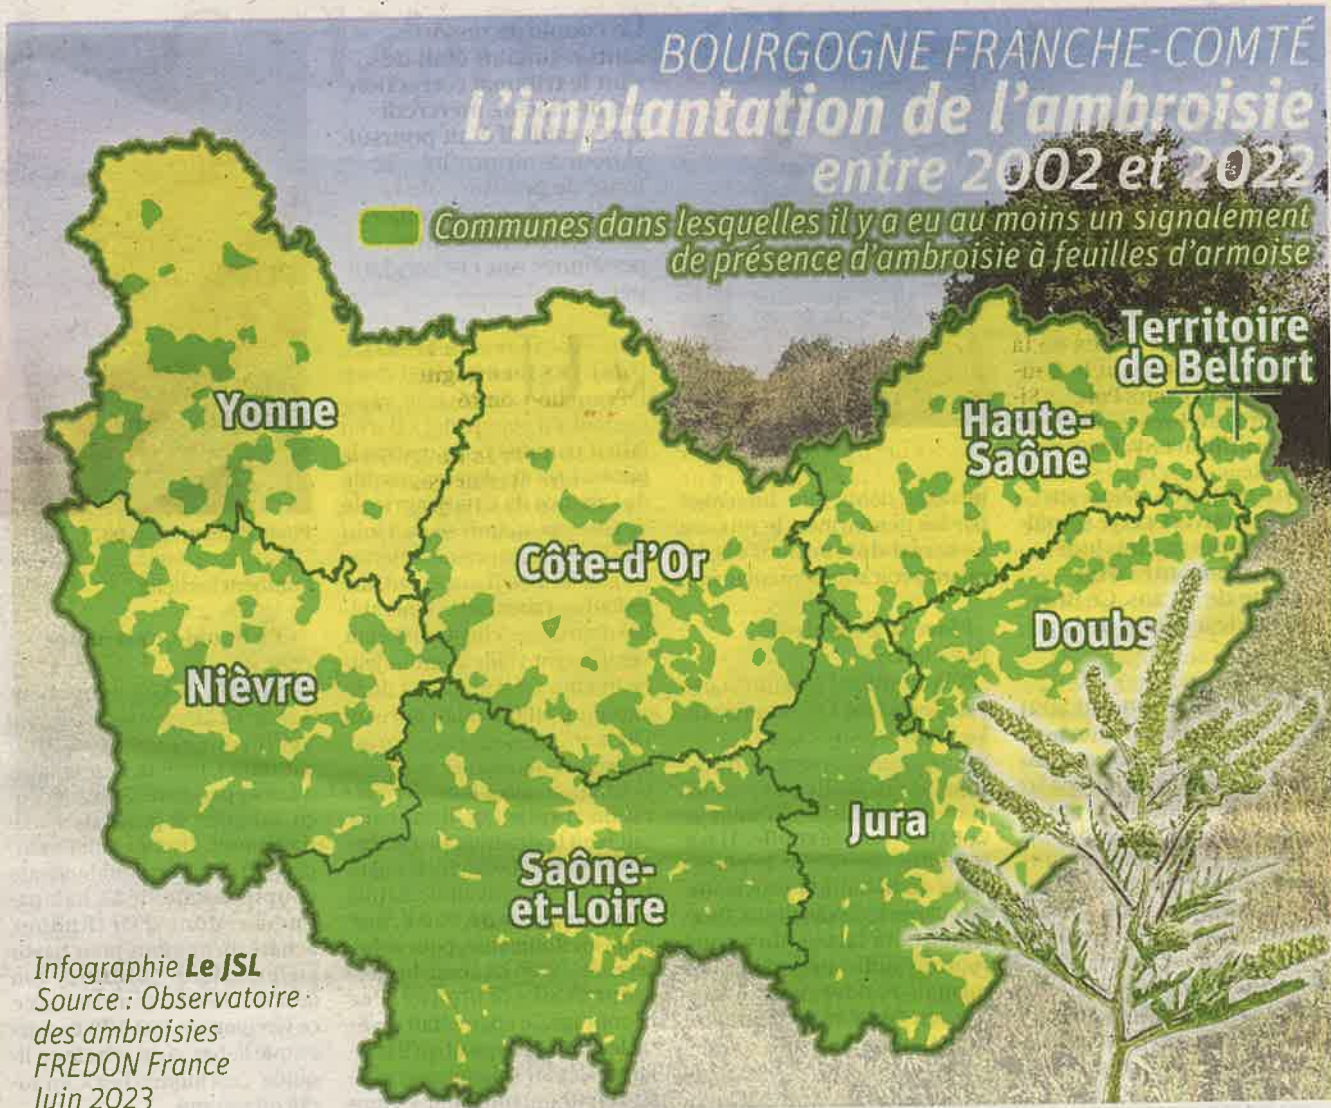 BOURGOGNE FRANCHE-COMTÉ
L'implantation de l'ambroisie
entre 2002 et 2022
Communes dans lesquelles il y a eu au moins un signalement
de présence d'ambroisie à feuilles d'armoise
Territoire
de Belfort
Yonne
Haute-
Saône
Côte-d'Or
Doubs
Nièvre
Jura
Saône-
et-Loire
Infographie Le JSL
Source : Observatoire
des ambroisies
FREDON France
Juin 2023